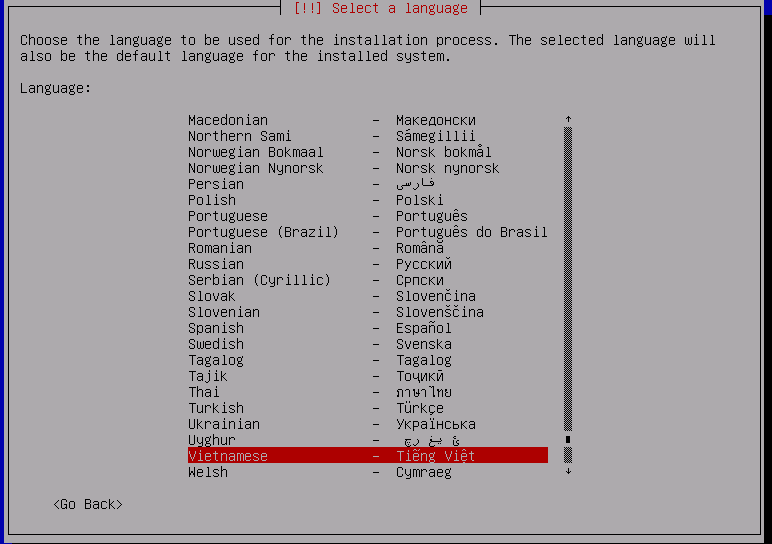 [!!] Select a language
Choose the language to be used for the installation process. The selected language will
also be the default language for the installed system.
Language:
Macedonian - Македонски
Northern Sami - Sámegillii
Norwegian Bokmaal - Norsk bokmål
Norwegian Nynorsk - Norsk nynorsk
Persian - فارسی
Polish - Polski
Portuguese - Português
Portuguese (Brazil) - Português do Brasil
Romanian - Română
Russian - Русский
Serbian (Cyrillic) - Српски
Slovak - Slovenčina
Slovenian - Slovenščina
Spanish - Español
Swedish - Svenska
Tagalog - Tagalog
Tajik - Тоҷикӣ
Thai - ภาษาไทย
Turkish - Türkçe
Ukrainian - Українська
Uyghur -
Vietnamese - Tiếng Việt
Welsh - Cymraeg
<Go Back>